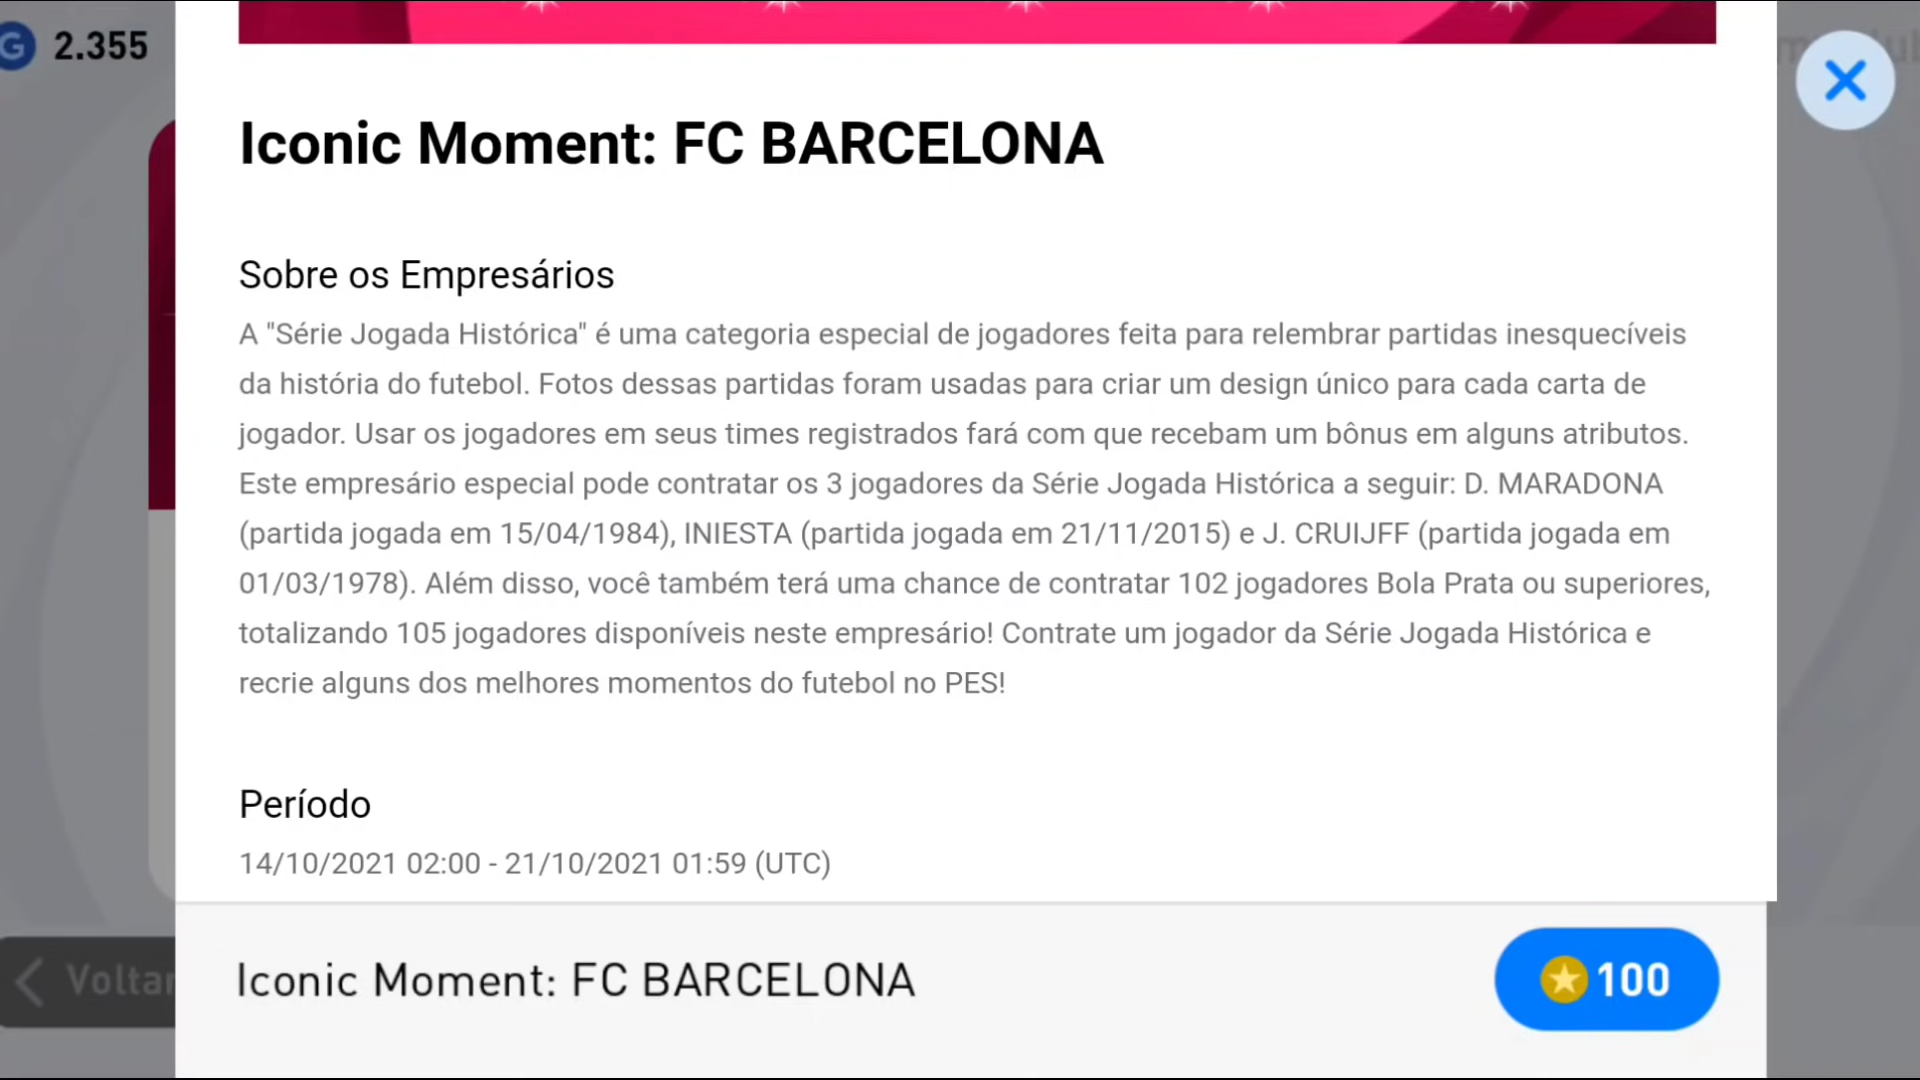 G 2.355
Iconic Moment: FC BARCELONA
Sobre os Empresários
A "Série Jogada Histórica" é uma categoria especial de jogadores feita para relembrar partidas inesquecíveis
da história do futebol. Fotos dessas partidas foram usadas para criar um design único para cada carta de
jogador. Usar os jogadores em seus times registrados fará com que recebam um bônus em alguns atributos.
Este empresário especial pode contratar os 3 jogadores da Série Jogada Histórica a seguir: D. MARADONA
(partida jogada em 15/04/1984), INIESTA (partida jogada em 21/11/2015) e J. CRUIJFF (partida jogada em
01/03/1978). Além disso, você também terá uma chance de contratar 102 jogadores Bola Prata ou superiores,
totalizando 105 jogadores disponíveis neste empresário! Contrate um jogador da Série Jogada Histórica e
recrie alguns dos melhores momentos do futebol no PES!
Período
14/10/2021 02:00 - 21/10/2021 01:59 (UTC)
Voltar
Iconic Moment: FC BARCELONA
100